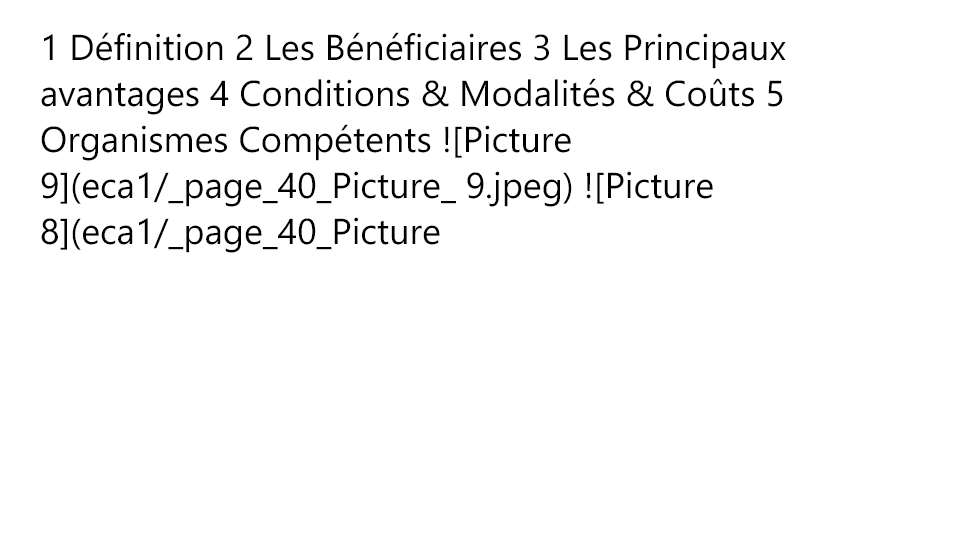 1 Définition 2 Les Bénéficiaires 3 Les Principaux
avantages 4 Conditions & Modalités & Coûts 5
Organismes Compétents ![Picture
9](eca1/_page_40_Picture_ 9.jpeg) ![Picture
8](eca1/_page_40_Picture